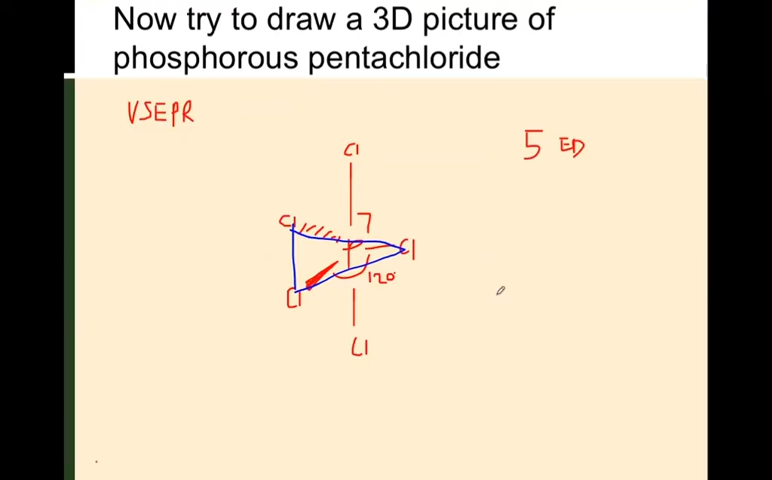 Now try to draw a 3D picture of
phosphorous pentachloride
VSEPR
5 ED
Cl
Cl
Cl
120
Cl
Cl